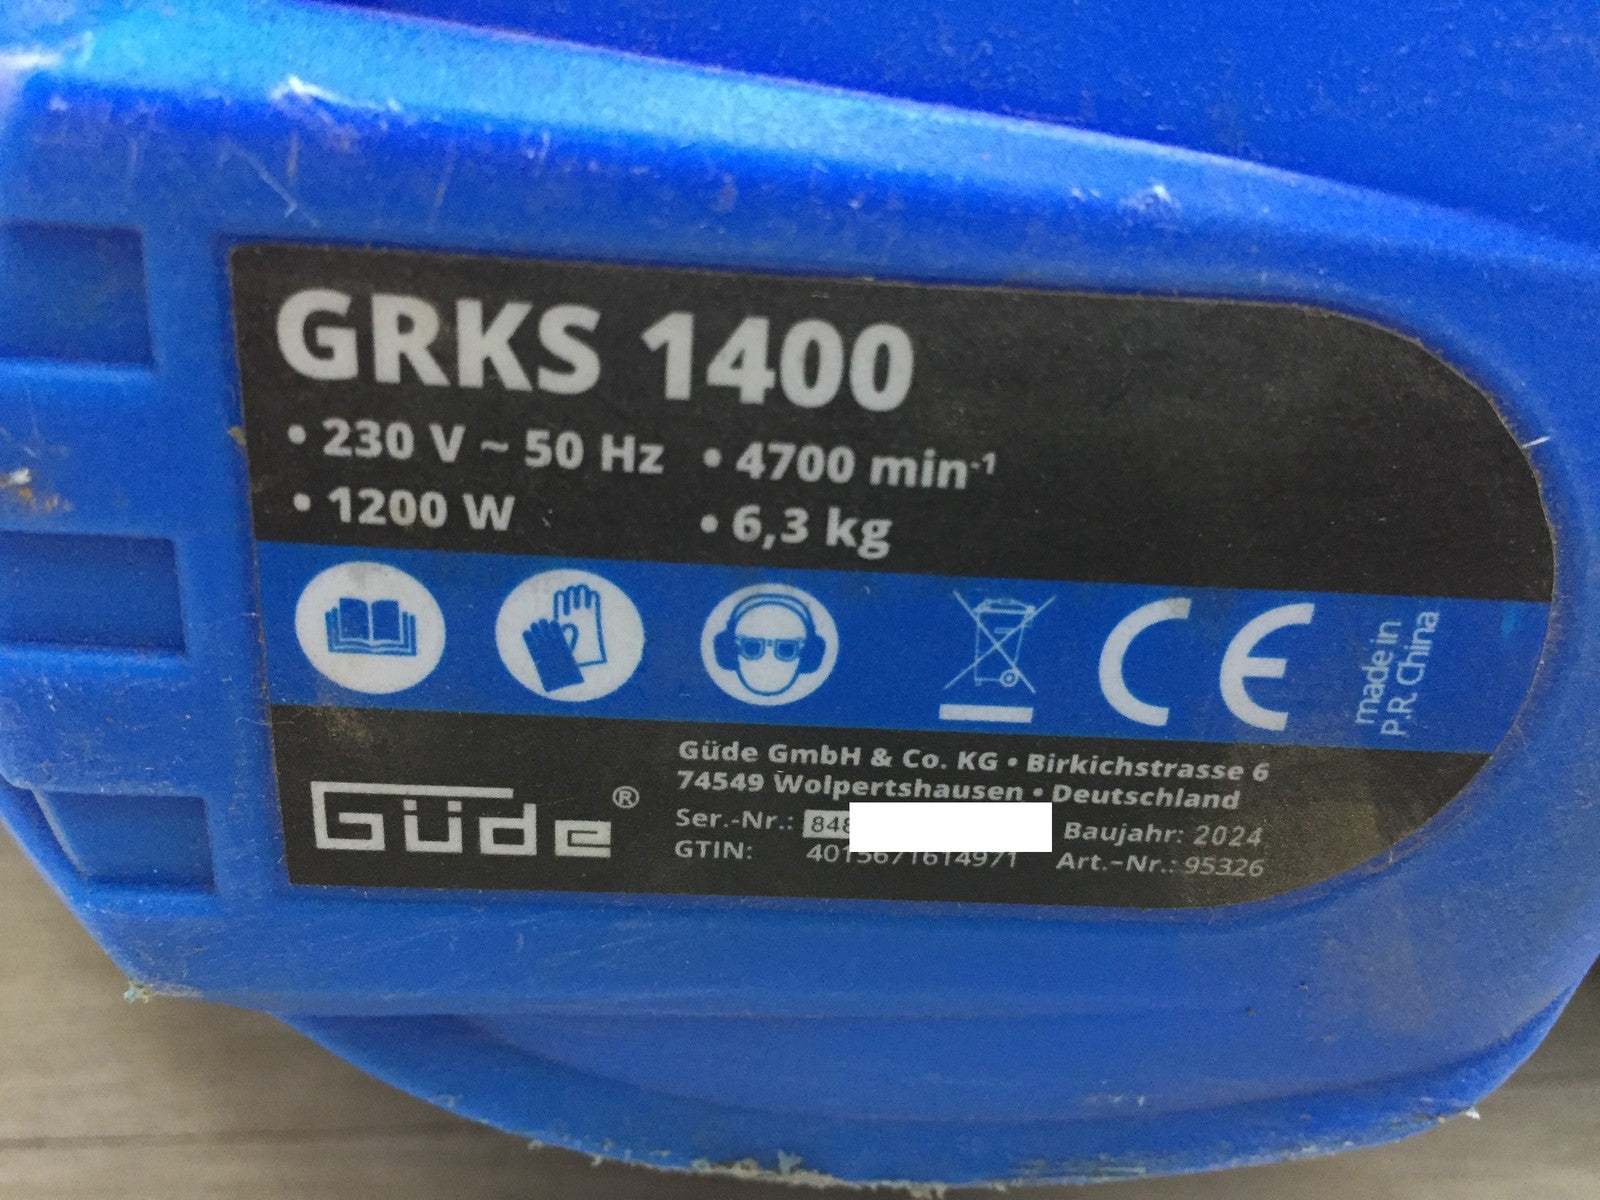 GRKS 1400
• 230 V ~ 50 Hz • 4700 min-1
• 1200 W • 6,3 kg
CE
made in
P.R. China
Güde ®
Güde GmbH & Co. KG • Birkichstrasse 6
74549 Wolpertshausen • Deutschland
Ser.-Nr.: 848 Baujahr: 2024
GTIN: 4015671614971 Art.-Nr.: 95326